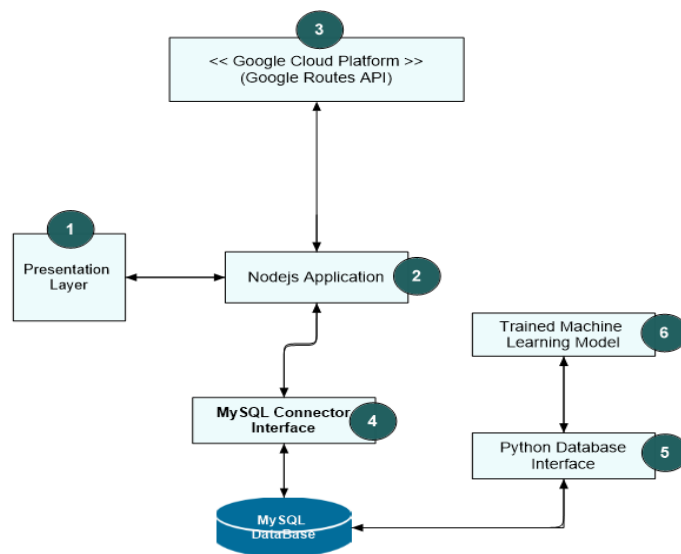 3
<< Google Cloud Platform >>
(Google Routes API)
1
Presentation
Layer
Nodejs Application
2
Trained Machine
Learning Model
6
MySQL Connector
Interface
4
Python Database
Interface
5
MySQL
DataBase